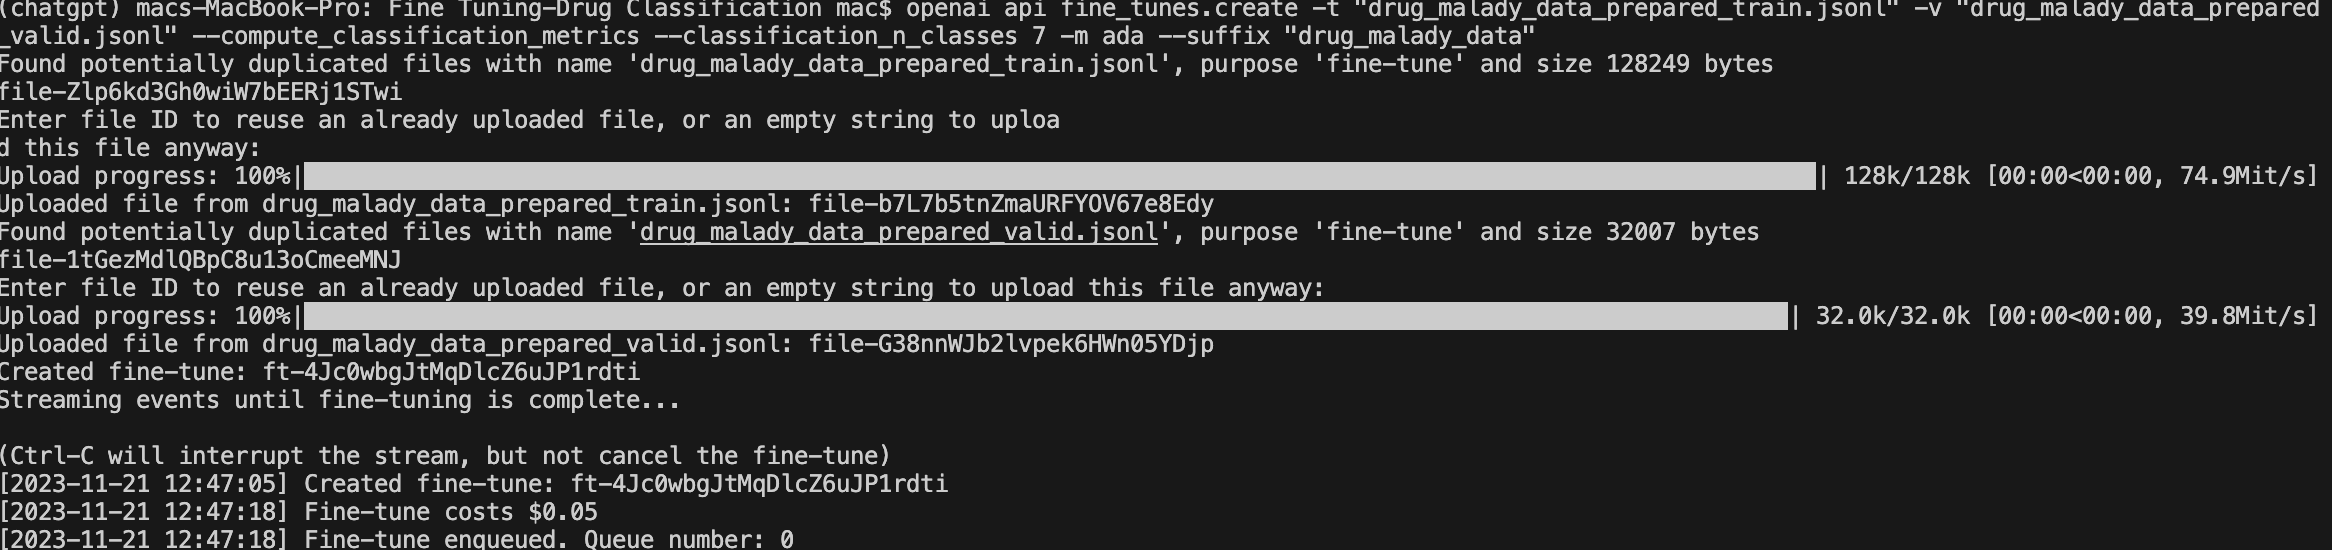 (chatgpt) macs-MacBook-Pro: Fine Tuning-Drug Classification mac$ openai api fine_tunes.create -t "drug_malady_data_prepared_train.jsonl" -v "drug_malady_data_prepared
_valid.jsonl" --compute_classification_metrics --classification_n_classes 7 -m ada --suffix "drug_malady_data"
Found potentially duplicated files with name 'drug_malady_data_prepared_train.jsonl', purpose 'fine-tune' and size 128249 bytes
file-Zlp6kd3Gh0wiW7bEERj1STwi
Enter file ID to reuse an already uploaded file, or an empty string to uploa
d this file anyway:
Upload progress: 100%| | 128k/128k [00:00<00:00, 74.9Mit/s]
Uploaded file from drug_malady_data_prepared_train.jsonl: file-b7L7b5tnZmaURFYOV67e8Edy
Found potentially duplicated files with name 'drug_malady_data_prepared_valid.jsonl', purpose 'fine-tune' and size 32007 bytes
file-1tGezMdlQBpC8u13oCmeeMNJ
Enter file ID to reuse an already uploaded file, or an empty string to upload this file anyway:
Upload progress: 100%| | 32.0k/32.0k [00:00<00:00, 39.8Mit/s]
Uploaded file from drug_malady_data_prepared_valid.jsonl: file-G38nnWJb2lvpek6HWn05YDjp
Created fine-tune: ft-4Jc0wbgJtMqDlcZ6uJP1rdti
Streaming events until fine-tuning is complete...
(Ctrl-C will interrupt the stream, but not cancel the fine-tune)
[2023-11-21 12:47:05] Created fine-tune: ft-4Jc0wbgJtMqDlcZ6uJP1rdti
[2023-11-21 12:47:18] Fine-tune costs $0.05
[2023-11-21 12:47:18] Fine-tune enqueued. Queue number: 0